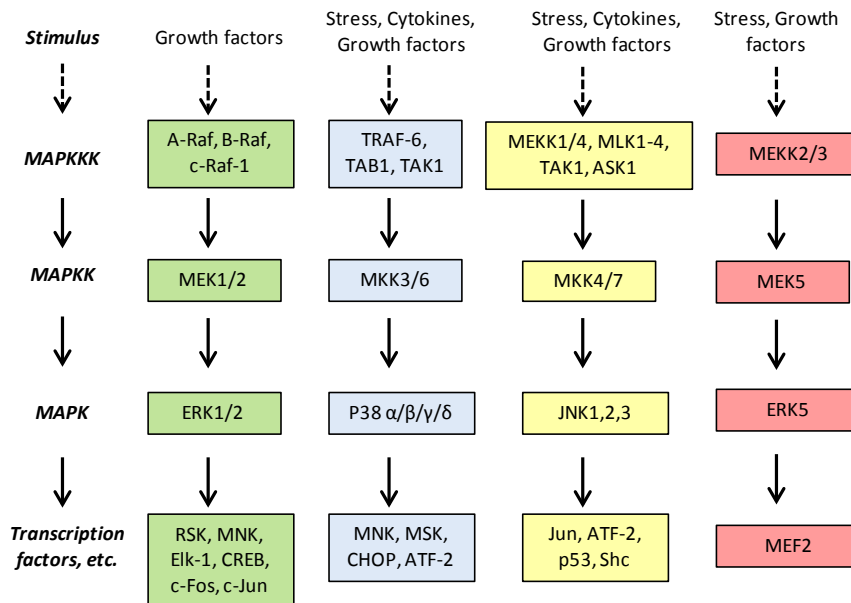 Stimulus
Growth factors
Stress, Cytokines,
Growth factors
Stress, Cytokines,
Growth factors
Stress, Growth
factors
MAPKKK
A-Raf, B-Raf,
c-Raf-1
TRAF-6,
TAB1, TAK1
MEKK1/4, MLK1-4,
TAK1, ASK1
MEKK2/3
MAPKK
MEK1/2
MKK3/6
MKK4/7
MEK5
MAPK
ERK1/2
P38 α/β/γ/δ
JNK1,2,3
ERK5
Transcription
factors, etc.
RSK, MNK,
Elk-1, CREB,
c-Fos, c-Jun
MNK, MSK,
CHOP, ATF-2
Jun, ATF-2,
p53, Shc
MEF2